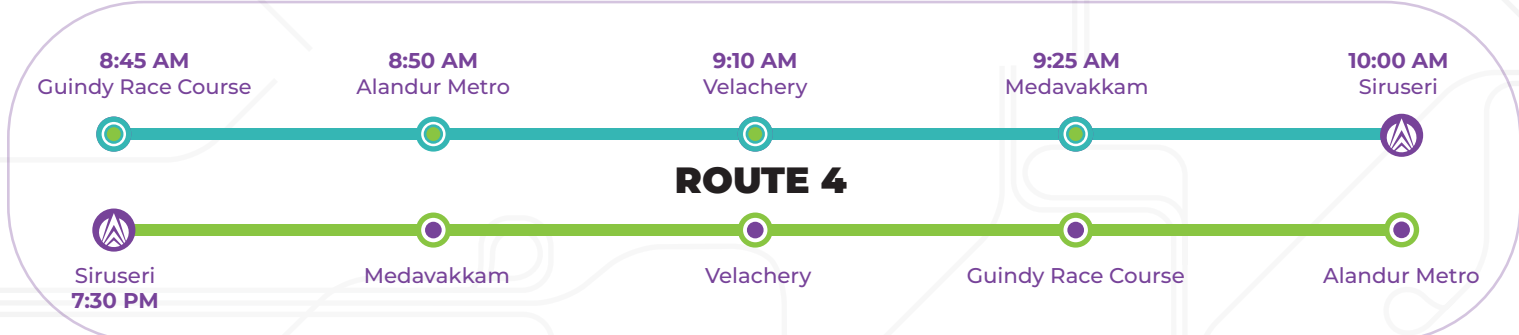 8:45 AM
Guindy Race Course
8:50 AM
Alandur Metro
9:10 AM
Velachery
9:25 AM
Medavakkam
10:00 AM
Siruseri
ROUTE 4
Siruseri
7:30 PM
Medavakkam
Velachery
Guindy Race Course
Alandur Metro